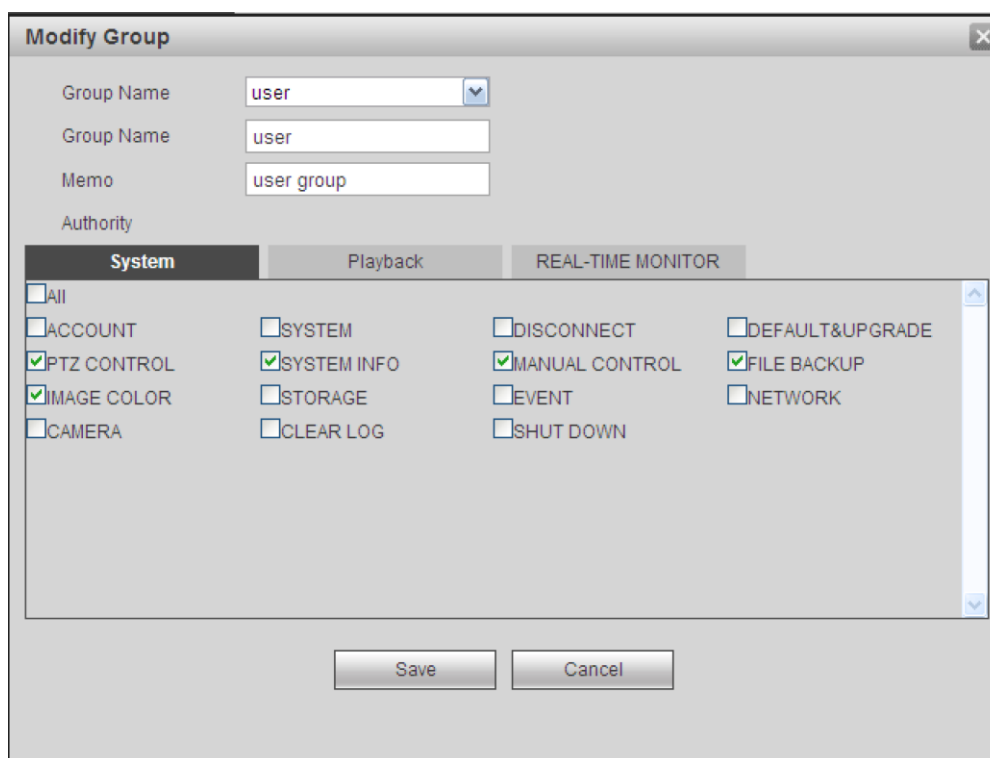 Modify Group
Group Name user
Group Name user
Memo user group
Authority
System Playback REAL-TIME MONITOR
All
ACCOUNT SYSTEM DISCONNECT DEFAULT&UPGRADE
PTZ CONTROL SYSTEM INFO MANUAL CONTROL FILE BACKUP
IMAGE COLOR STORAGE EVENT NETWORK
CAMERA CLEAR LOG SHUT DOWN
Save Cancel